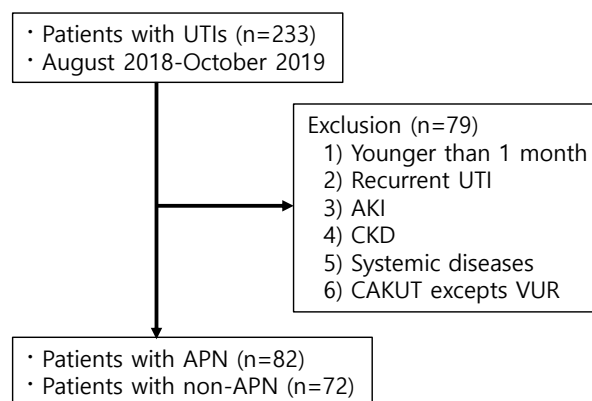 · Patients with UTIs (n=233)
· August 2018-October 2019
Exclusion (n=79)
1) Younger than 1 month
2) Recurrent UTI
3) AKI
4) CKD
5) Systemic diseases
6) CAKUT excepts VUR
· Patients with APN (n=82)
· Patients with non-APN (n=72)